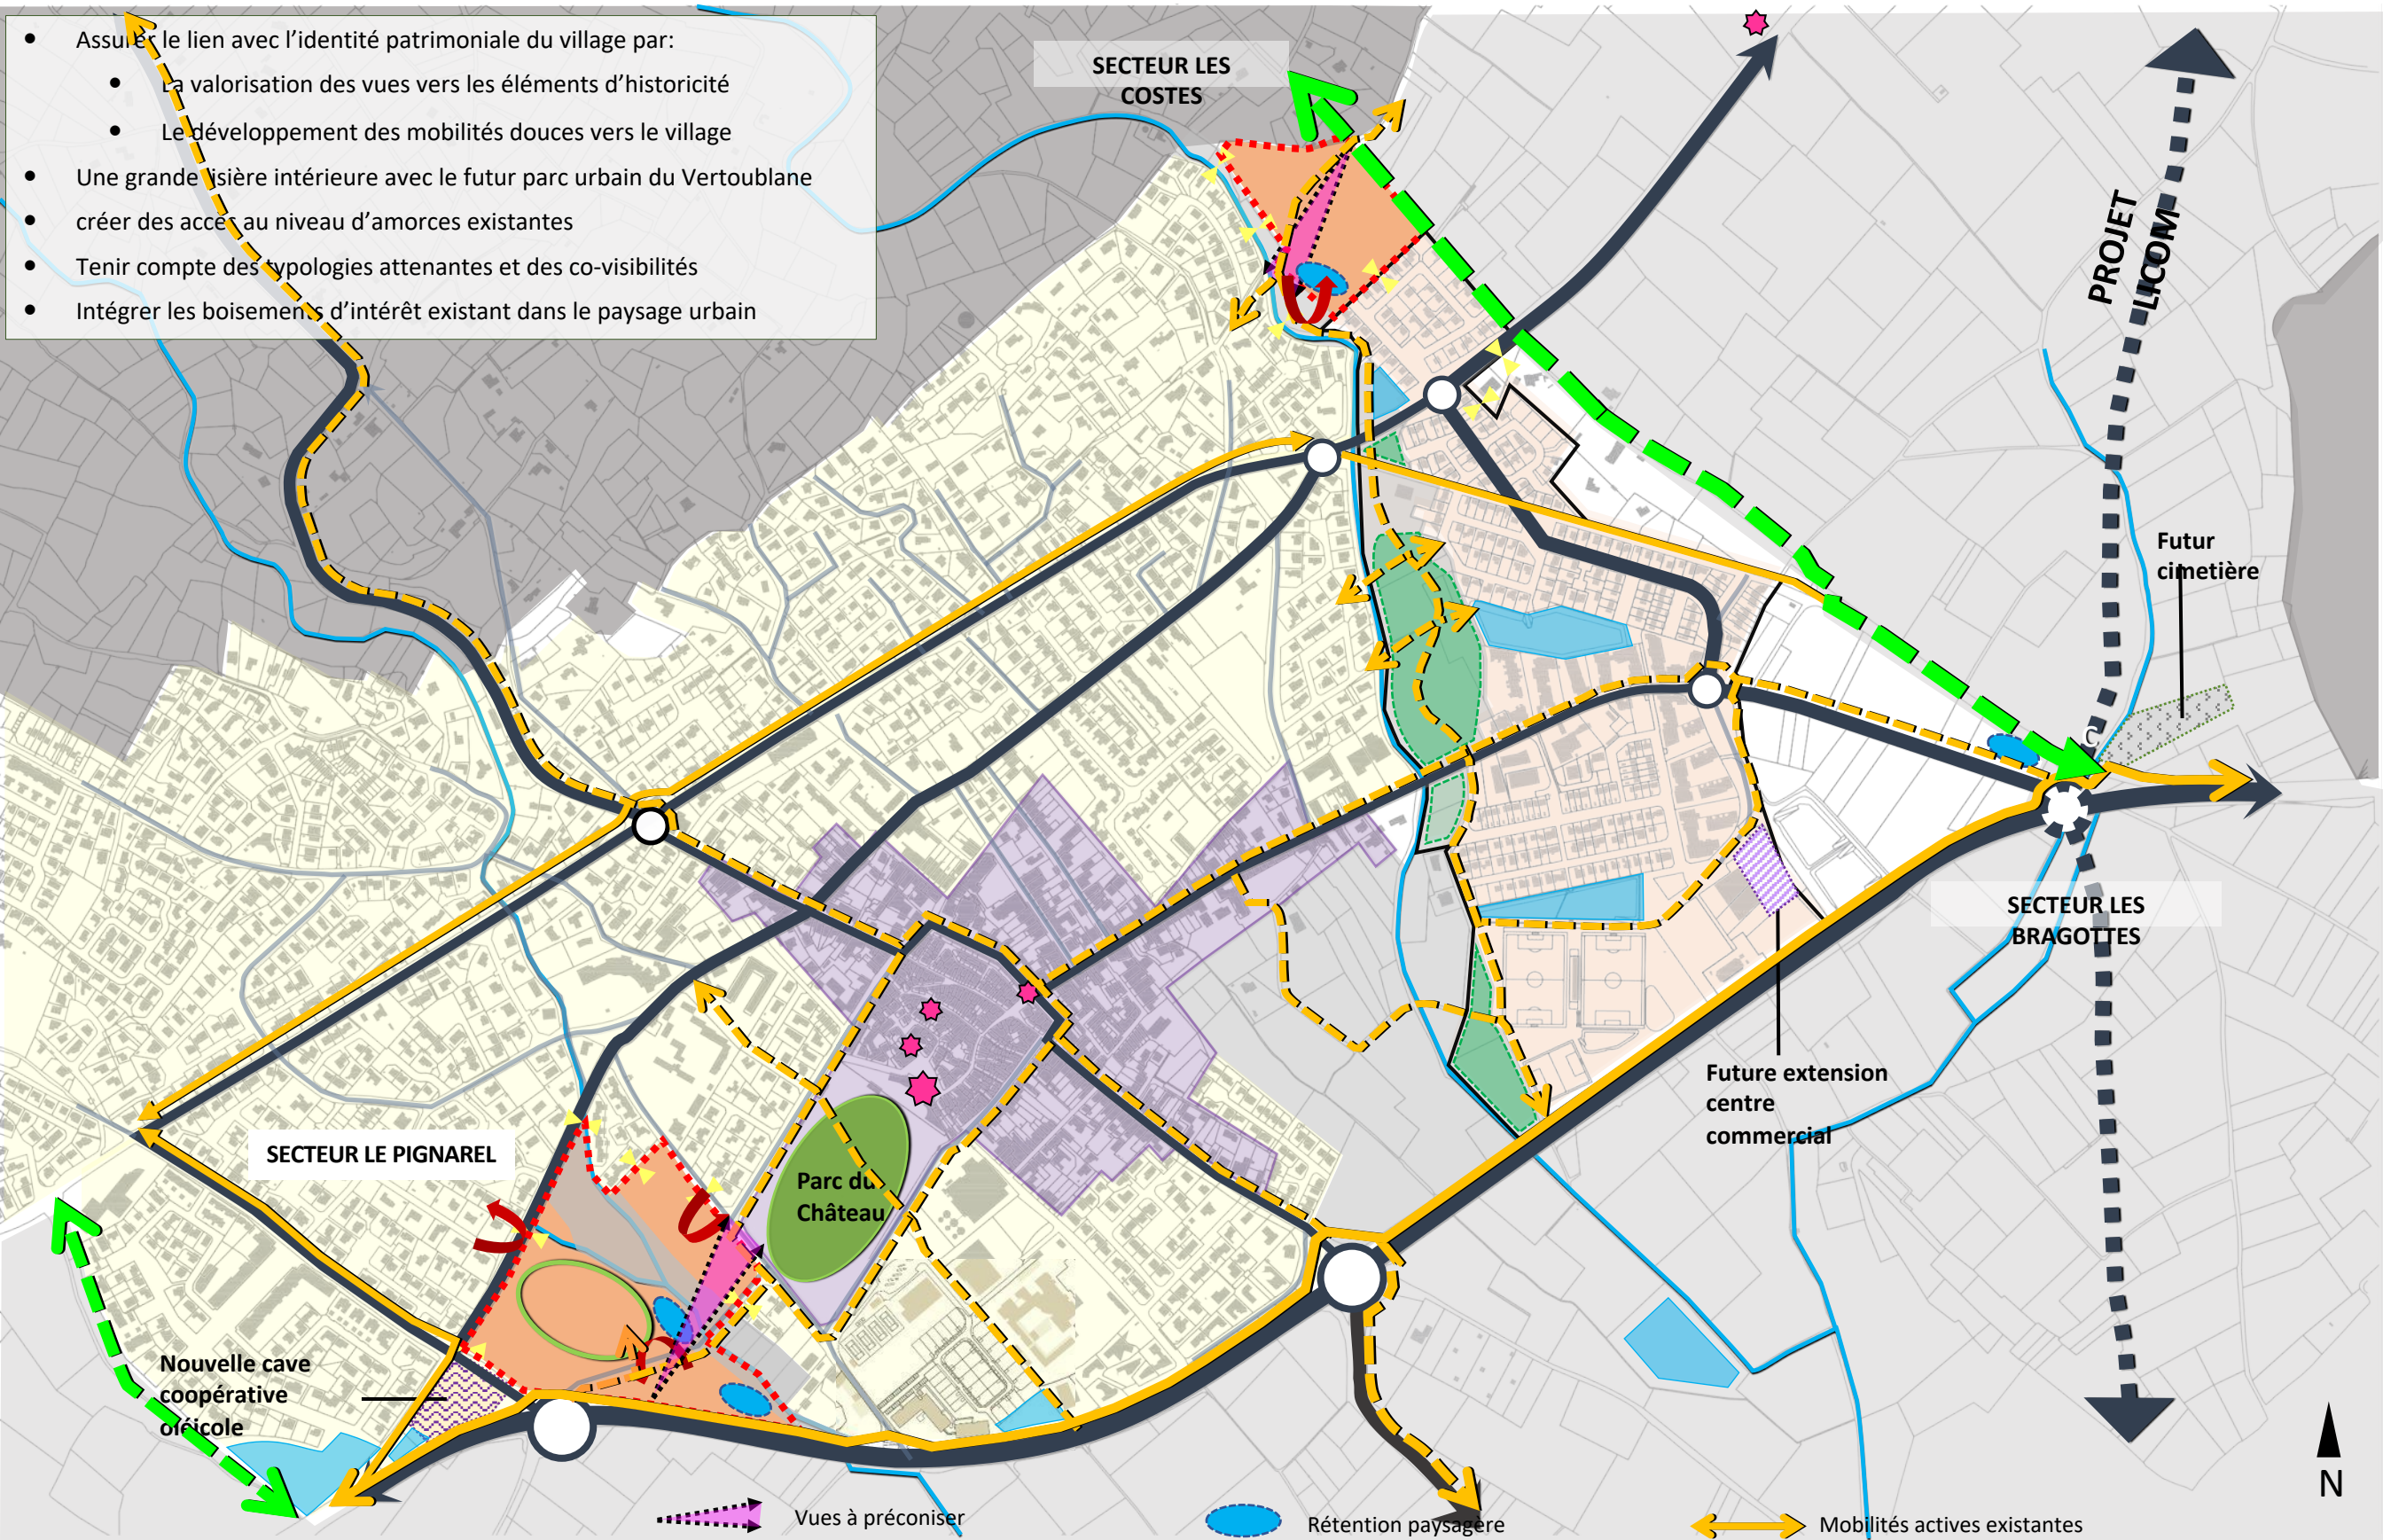 • Assurer le lien avec l’identité patrimoniale du village par:
• La valorisation des vues vers les éléments d’historicité
• Le développement des mobilités douces vers le village
• Une grande lisière intérieure avec le futur parc urbain du Vertoublane
• créer des accès au niveau d’amorces existantes
• Tenir compte des typologies attenantes et des co-visibilités
• Intégrer les boisements d’intérêt existant dans le paysage urbain
SECTEUR LES
COSTES
PROJET
LICOM
Futur
cimetière
C
SECTEUR LES
BRAGOTTES
Future extension
centre
commercial
SECTEUR LE PIGNAREL
Parc du
Château
Nouvelle cave
coopérative
oléicole
N
Vues à préconiser
Rétention paysagère
Mobilités actives existantes